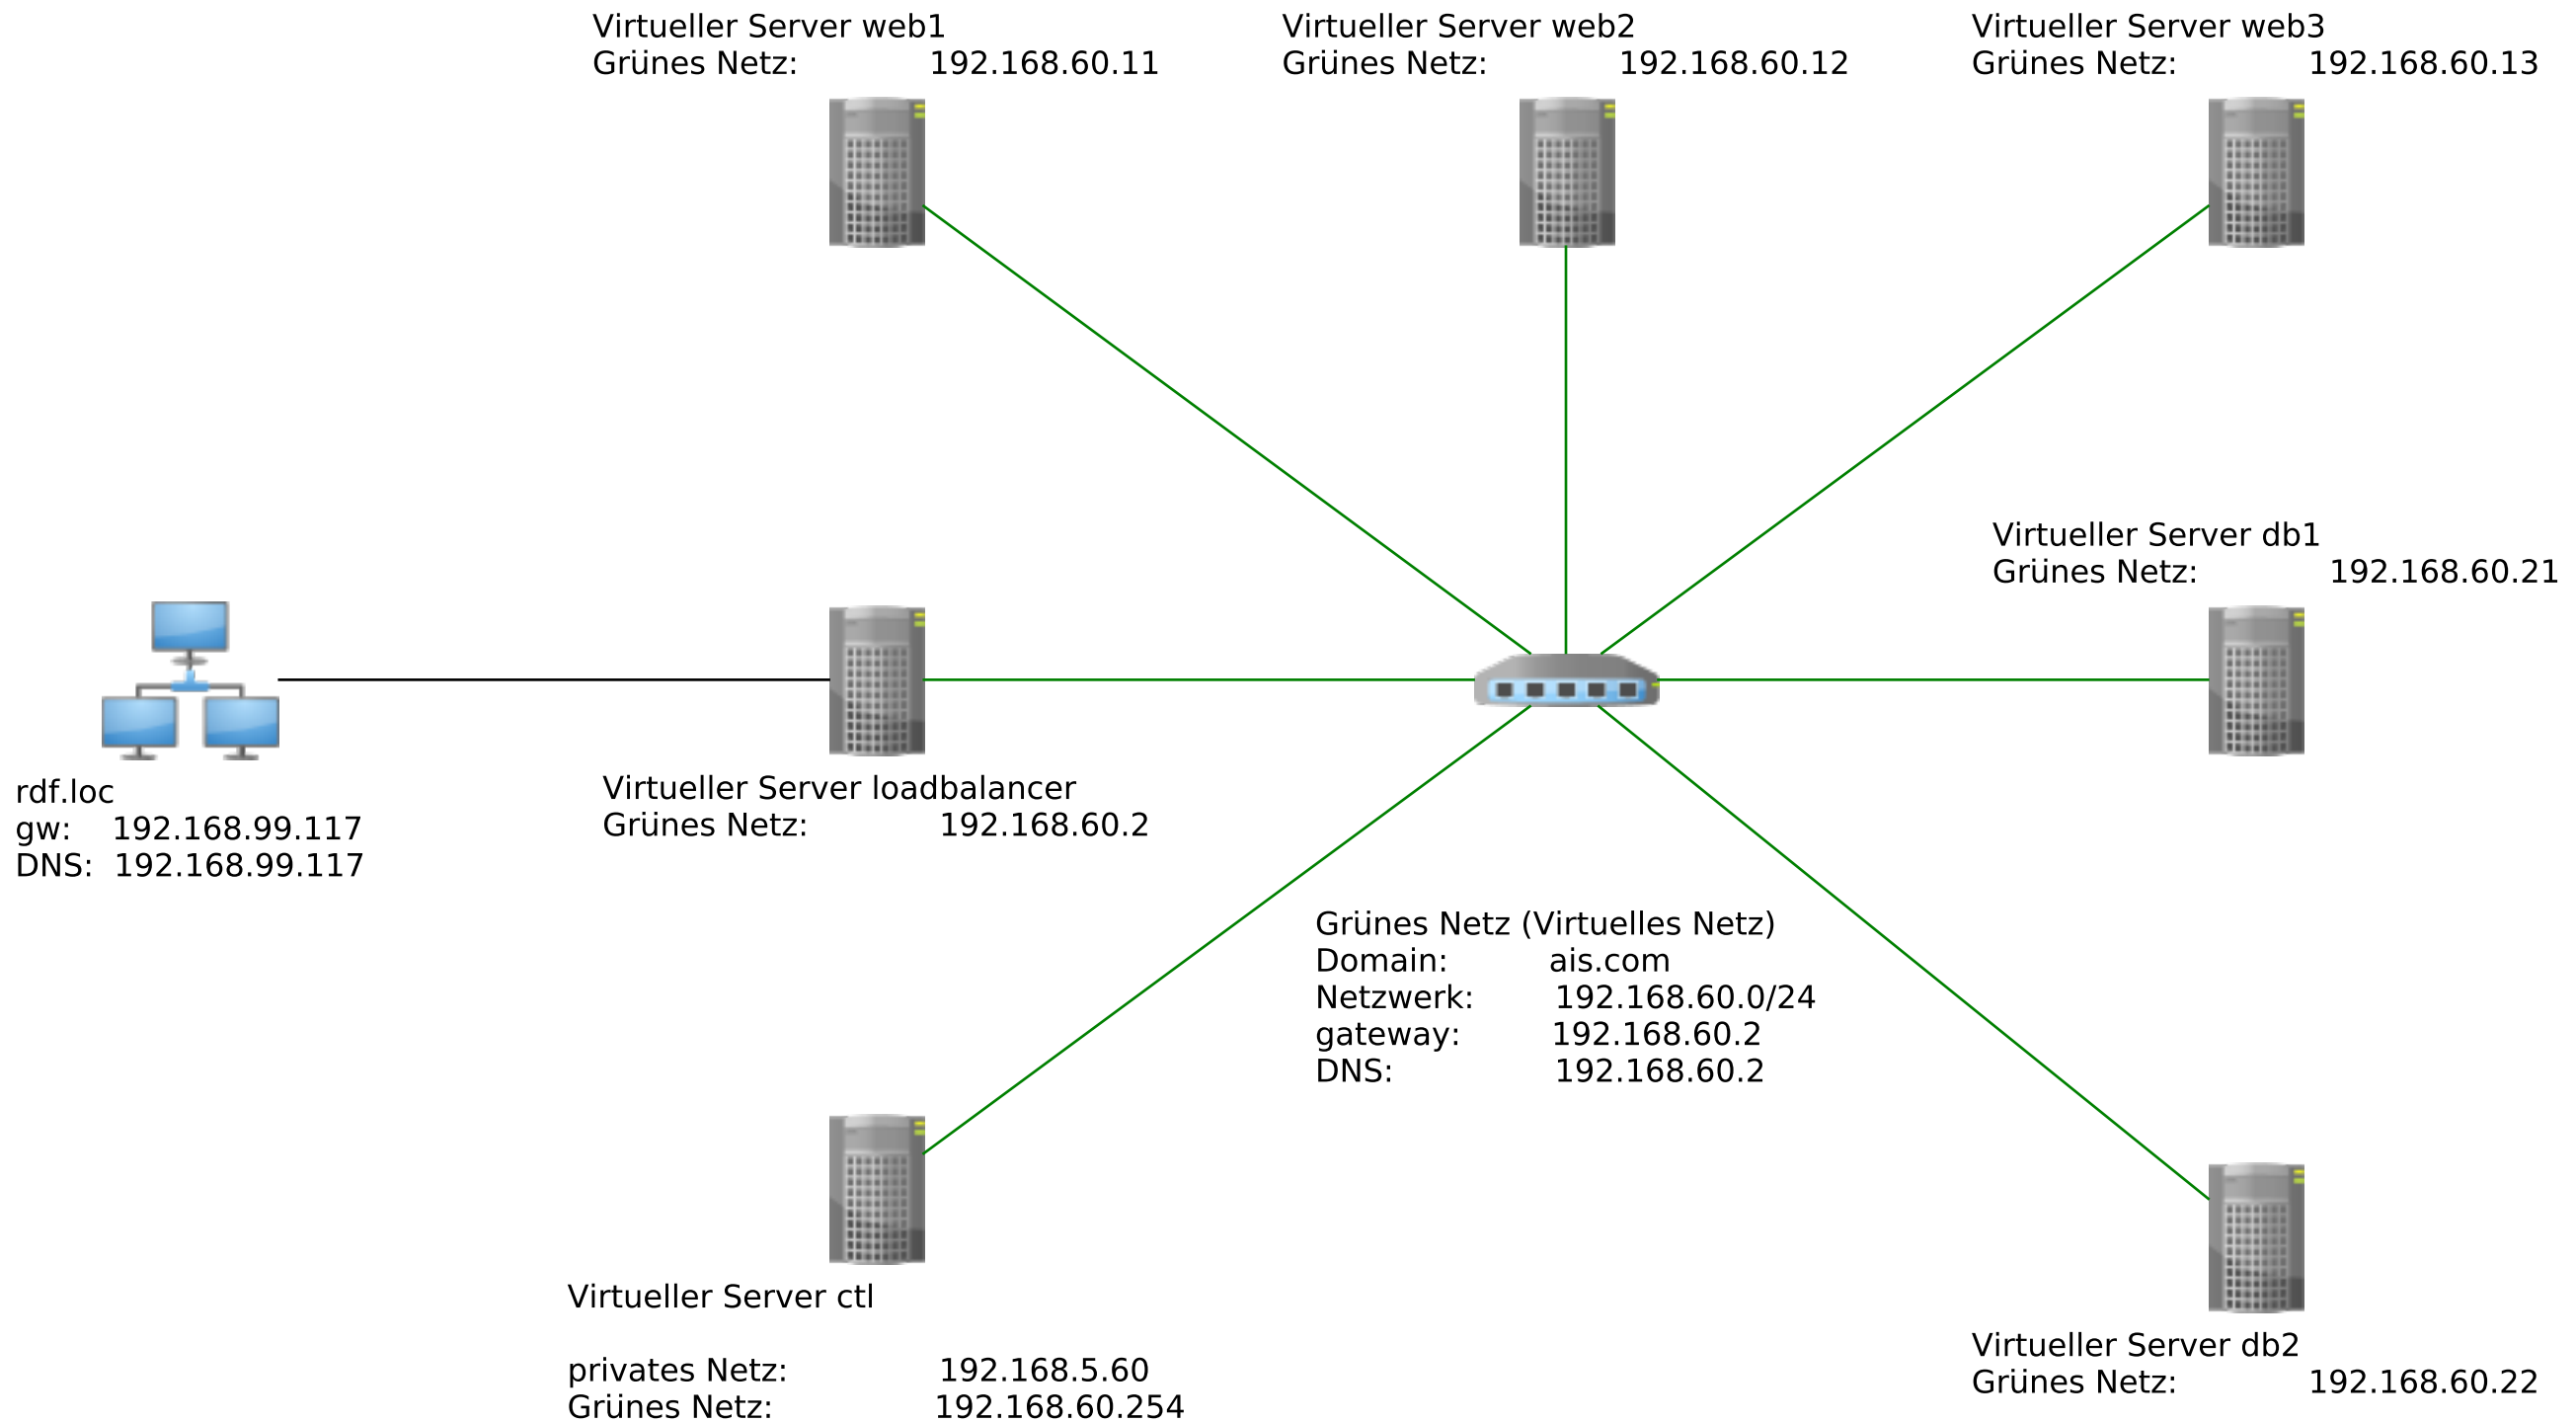 Virtueller Server web1
Grünes Netz: 192.168.60.11
Virtueller Server web2
Grünes Netz: 192.168.60.12
Virtueller Server web3
Grünes Netz: 192.168.60.13
Virtueller Server db1
Grünes Netz: 192.168.60.21
rdf.loc
gw: 192.168.99.117
DNS: 192.168.99.117
Virtueller Server loadbalancer
Grünes Netz: 192.168.60.2
Grünes Netz (Virtuelles Netz)
Domain: ais.com
Netzwerk: 192.168.60.0/24
gateway: 192.168.60.2
DNS: 192.168.60.2
Virtueller Server ctl
privates Netz: 192.168.5.60
Grünes Netz: 192.168.60.254
Virtueller Server db2
Grünes Netz: 192.168.60.22